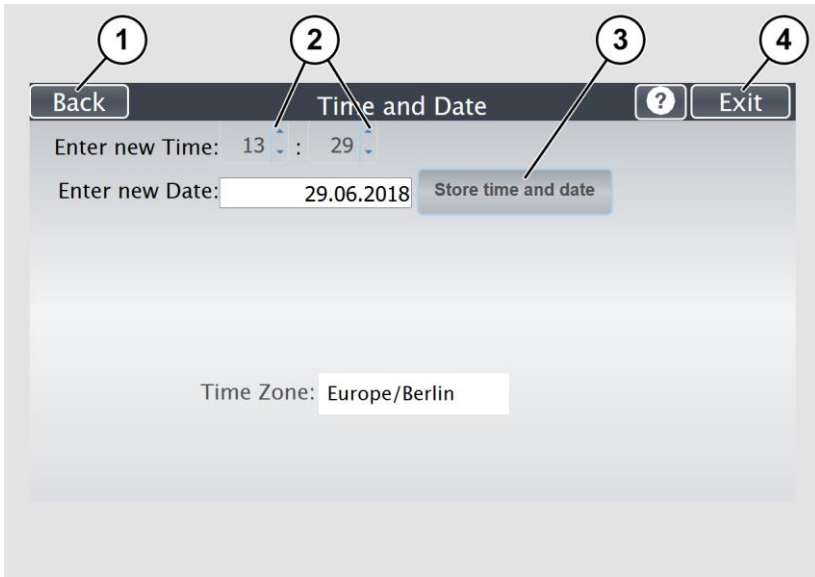 1 2 3 4
Back Time and Date ? Exit
Enter new Time: 13 : 29
Enter new Date: 29.06.2018 Store time and date
Time Zone: Europe/Berlin